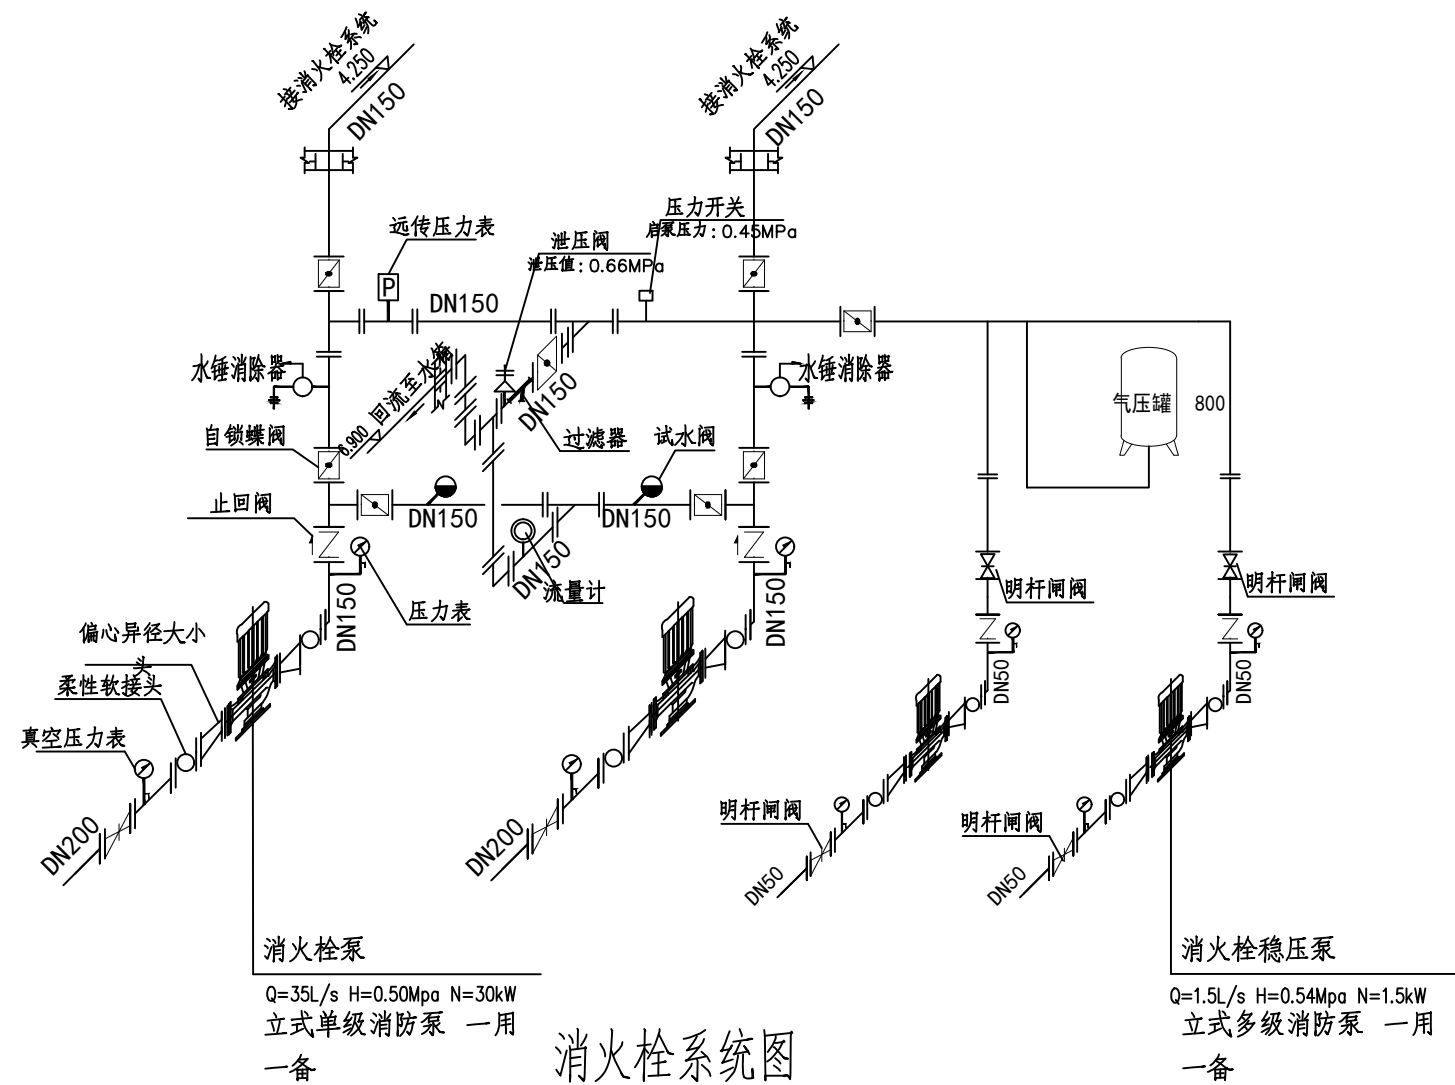 接消火栓系统
4.250
DN150
接消火栓系统
4.250
DN150
远传压力表
P
DN150
泄压阀
泄压值：0.66MPa
压力开关
启泵压力：0.45MPa
水锤消除器
回流至水箱
6.900
DN150
水锤消除器
气压罐
800
自锁蝶阀
过滤器
试水阀
止回阀
DN150
DN150
DN150
流量计
压力表
DN150
DN150
明杆闸阀
明杆闸阀
偏心异径大小
头
柔性软接头
真空压力表
DN50
DN50
明杆闸阀
明杆闸阀
DN200
DN200
DN50
DN50
消火栓泵
Q=35L/s H=0.50Mpa N=30kW
立式单级消防泵 一用
一备
消火栓稳压泵
Q=1.5L/s H=0.54Mpa N=1.5kW
立式多级消防泵 一用
一备
消火栓系统图